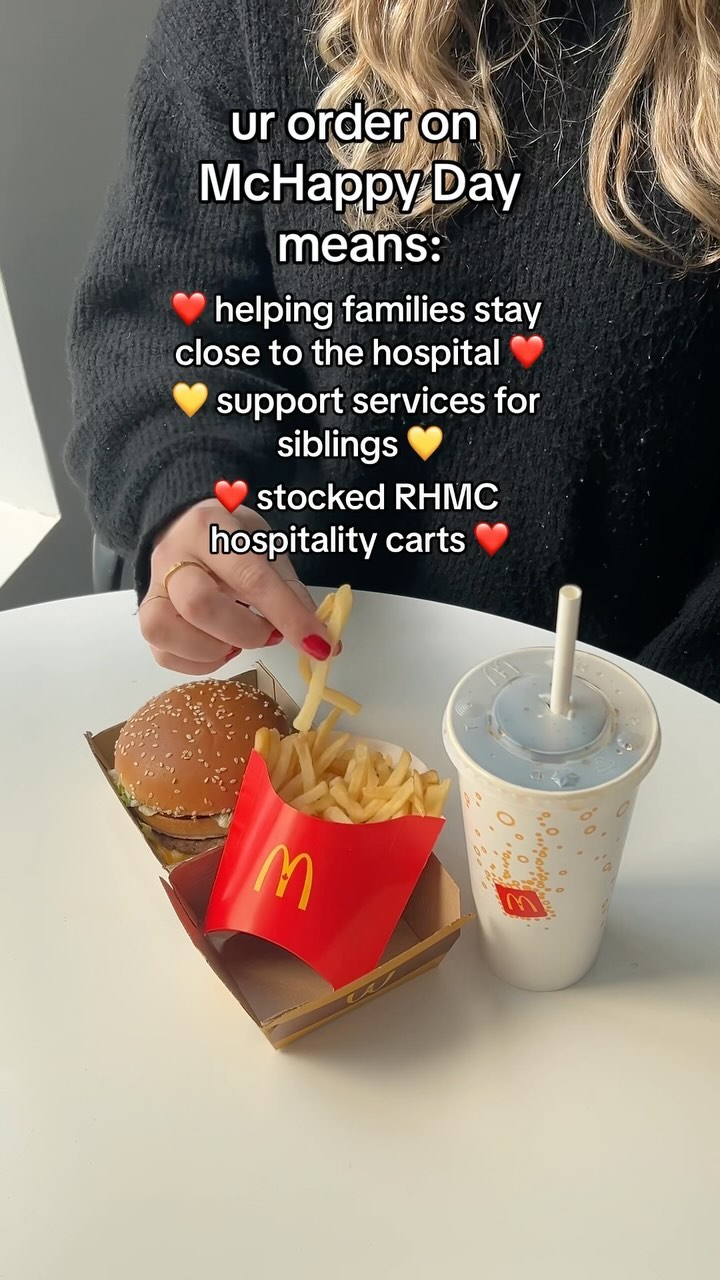 ur order on
McHappy Day
means:
❤️ helping families stay
close to the hospital ❤️
💛 support services for
siblings 💛
❤️ stocked RHMC
hospitality carts ❤️